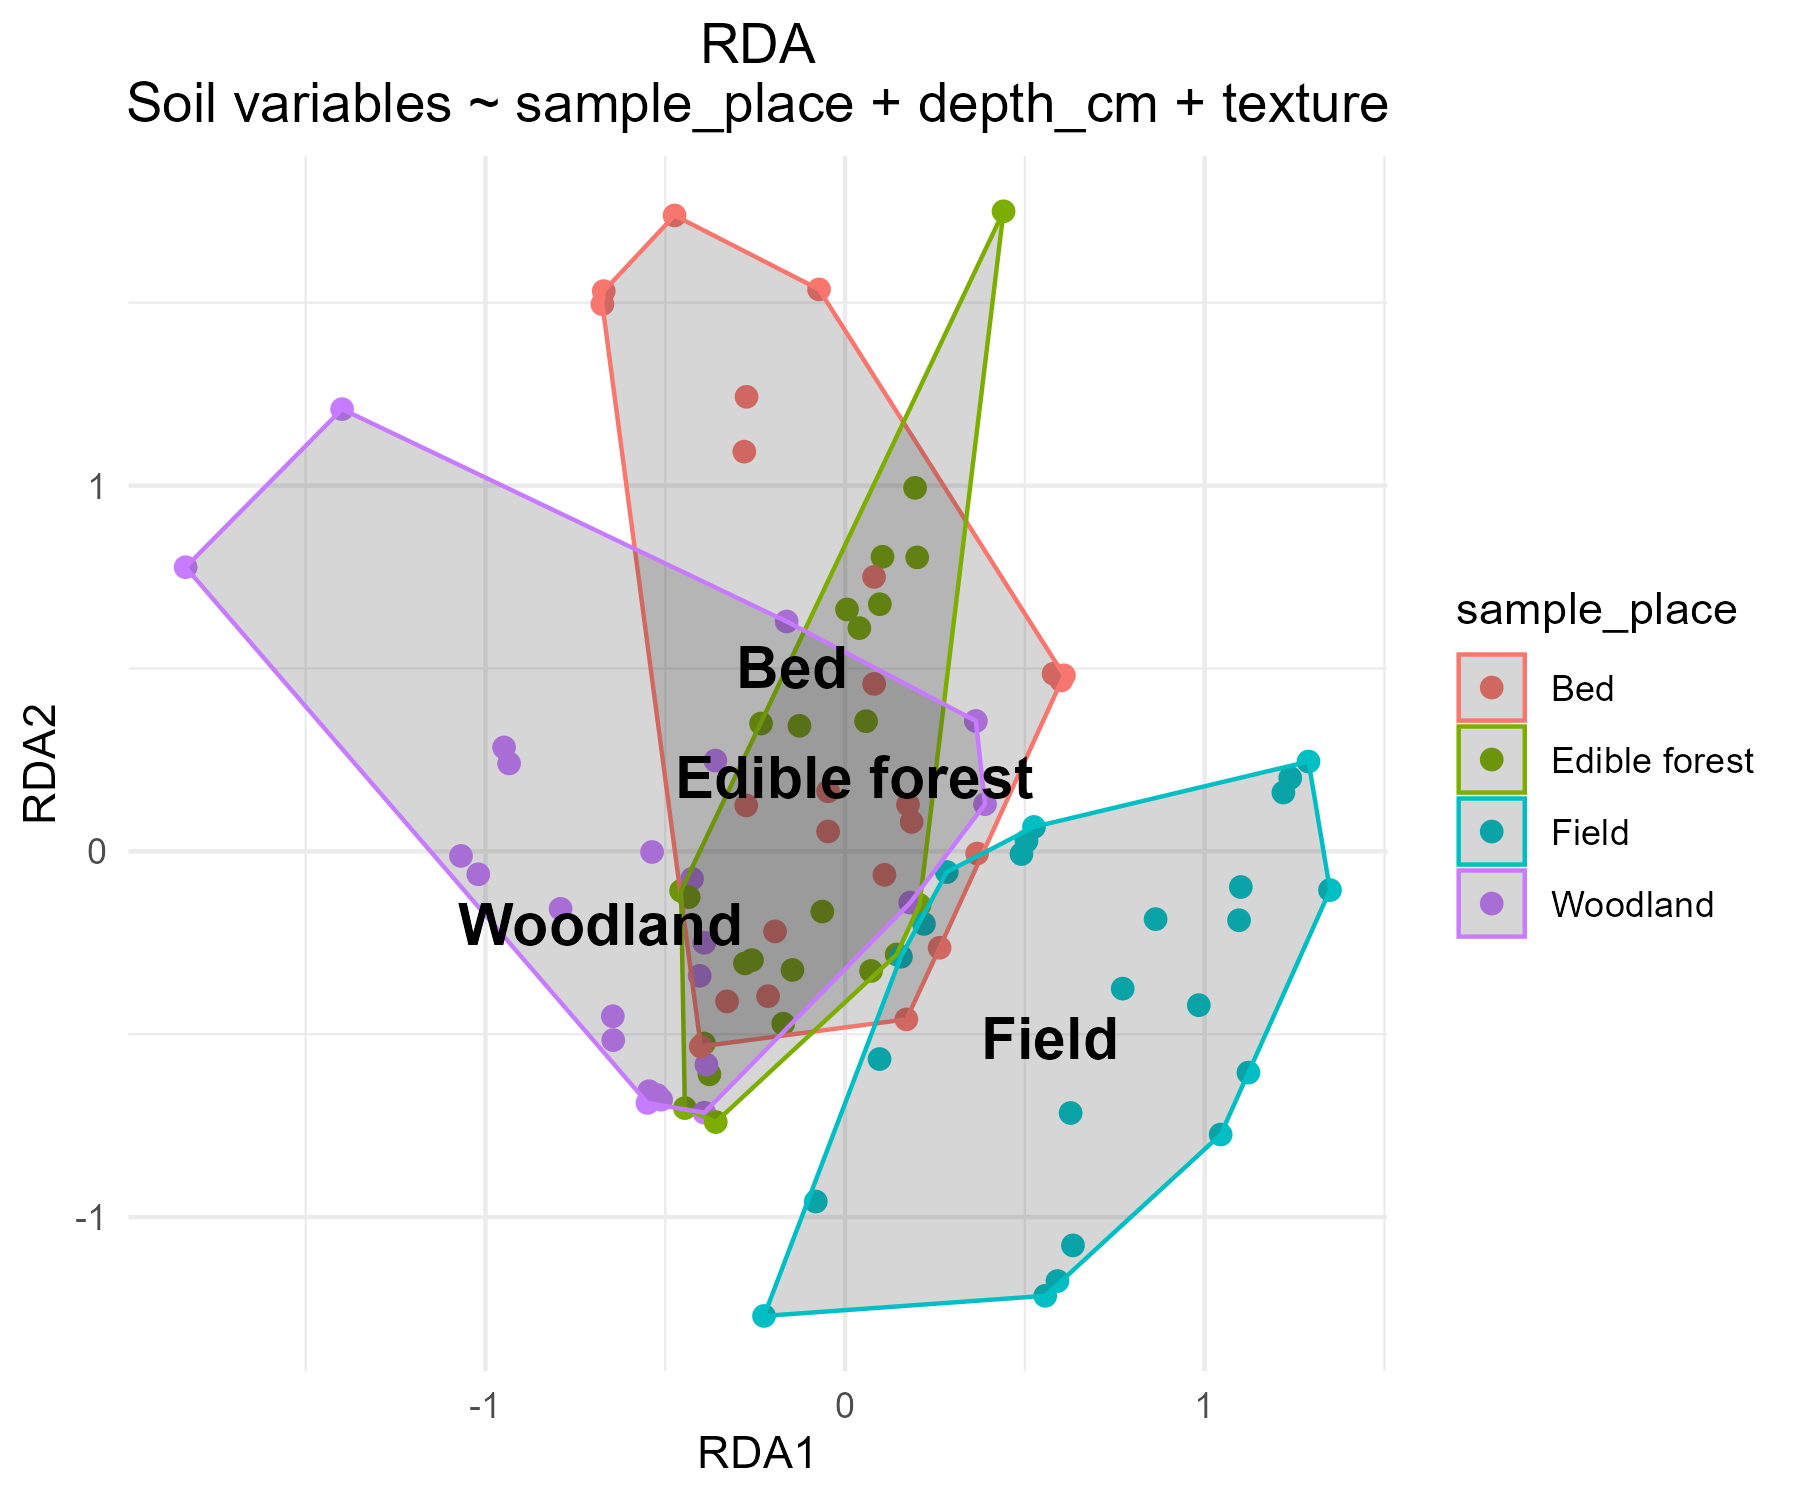 RDA
Soil variables ~ sample_place + depth_cm + texture
RDA2
1
0
-1
Bed
Edible forest
Woodland
Field
-1
0
1
RDA1
sample_place
Bed
Edible forest
Field
Woodland